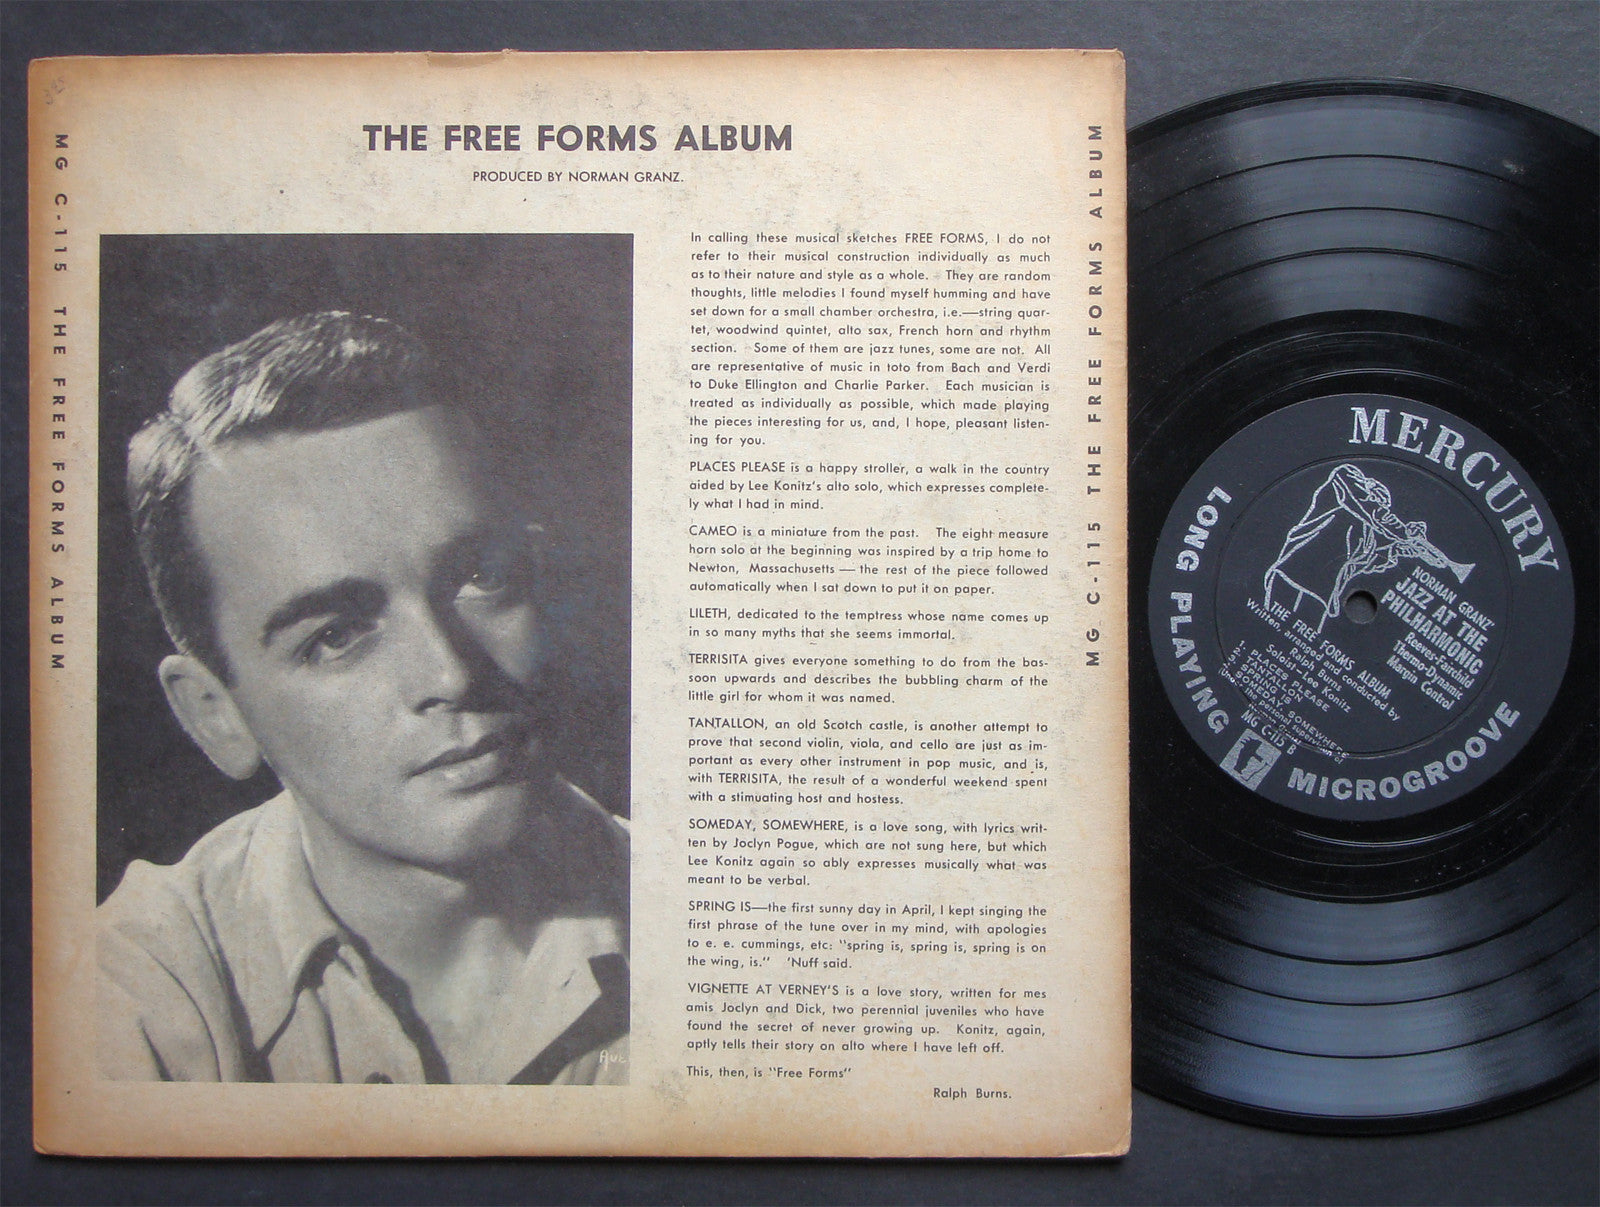 THE FREE FORMS ALBUM
PRODUCED BY NORMAN GRANZ.
MG C-115 THE FREE FORMS ALBUM
In calling these musical sketches FREE FORMS, I do not
refer to their musical construction individually as much
as to their nature and style as a whole. They are random
thoughts, little melodies I found myself humming and have
set down for a small chamber orchestra, i.e.—string quar-
tet, woodwind quintet, alto sax, French horn and rhythm
section. Some of them are jazz tunes, some are not. All
are representative of music in toto from Bach and Verdi
to Duke Ellington and Charlie Parker. Each musician is
treated as individually as possible, which made playing
the pieces interesting for us, and, I hope, pleasant listen-
ing for you.
PLACES PLEASE is a happy stroller, a walk in the country
aided by Lee Konitz's alto solo, which expresses complete-
ly what I had in mind.
CAMEO is a miniature from the past. The eight measure
horn solo at the beginning was inspired by a trip home to
Newton, Massachusetts — the rest of the piece followed
automatically when I sat down to put it on paper.
LILETH, dedicated to the temptress whose name comes up
in so many myths that she seems immortal.
TERRISITA gives everyone something to do from the bas-
soon upwards and describes the bubbling charm of the
little girl for whom it was named.
TANTALLON, an old Scotch castle, is another attempt to
prove that second violin, viola, and cello are just as im-
portant as every other instrument in pop music, and is,
with TERRISITA, the result of a wonderful weekend spent
with a stimuating host and hostess.
SOMEDAY, SOMEWHERE, is a love song, with lyrics writ-
ten by Joclyn Pogue, which are not sung here, but which
Lee Konitz again so ably expresses musically what was
meant to be verbal.
SPRING IS—the first sunny day in April, I kept singing the
first phrase of the tune over in my mind, with apologies
to e. e. cummings, etc: "spring is, spring is, spring is on
the wing, is." 'Nuff said.
VIGNETTE AT VERNEY'S is a love story, written for mes
amis Joclyn and Dick, two perennial juveniles who have
found the secret of never growing up. Konitz, again,
aptly tells their story on alto where I have left off.
This, then, is "Free Forms"
Ralph Burns.
MG C-115 THE FREE FORMS ALBUM
MERCURY
LONG PLAYING
MICROGROOVE
NORMAN GRANZ'
JAZZ AT THE
PHILHARMONIC
Reeves-Fairchild
Thermo-Dynamic
Margin Control
THE FREE FORMS ALBUM
Written, arranged and conducted by
Ralph Burns
Soloist-Lee Konitz
1. PLACES PLEASE
2. TANTALLON
3. SPRING IS
SOMEDAY, SOMEWHERE
(Under the personal supervision of
MG C-115 B